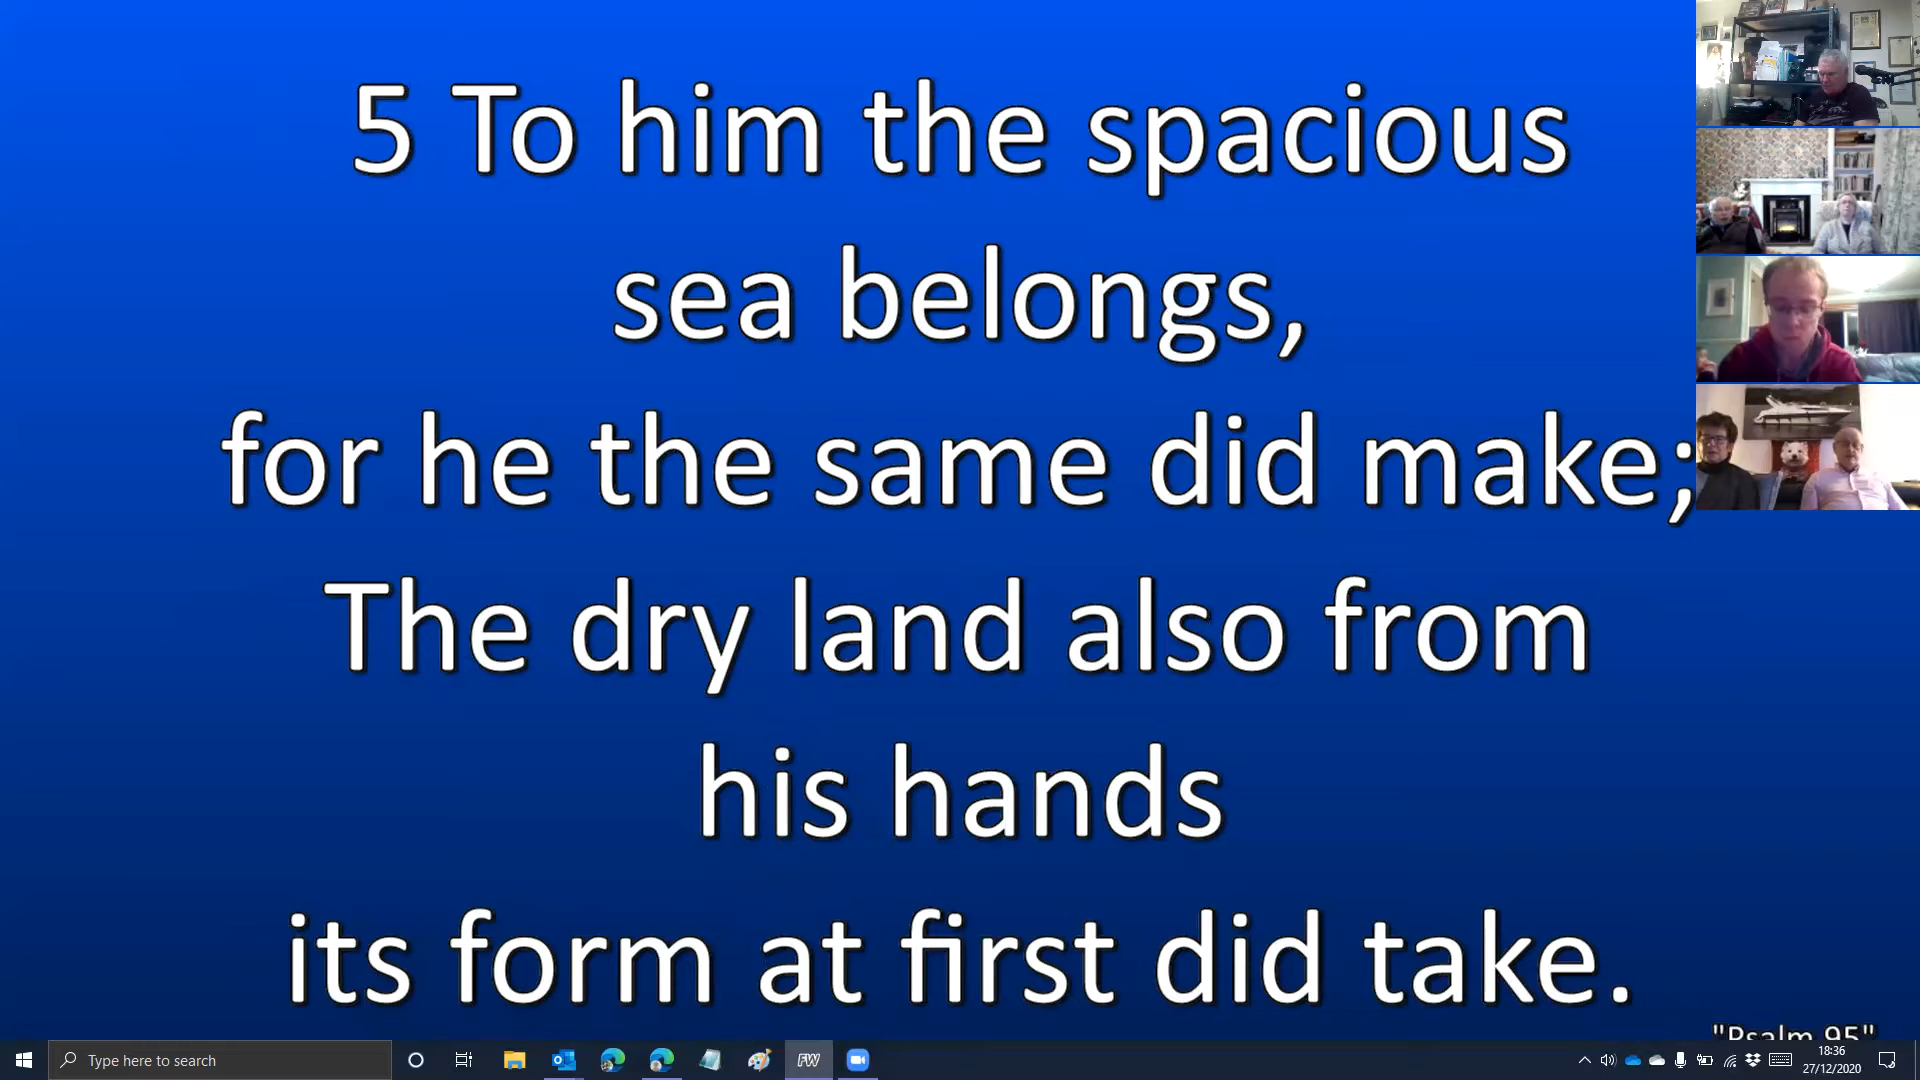 5 To him the spacious
sea belongs,
for he the same did make;
The dry land also from
his hands
its form at first did take.
"Psalm 95"
Type here to search
FW
18:36
27/12/2020